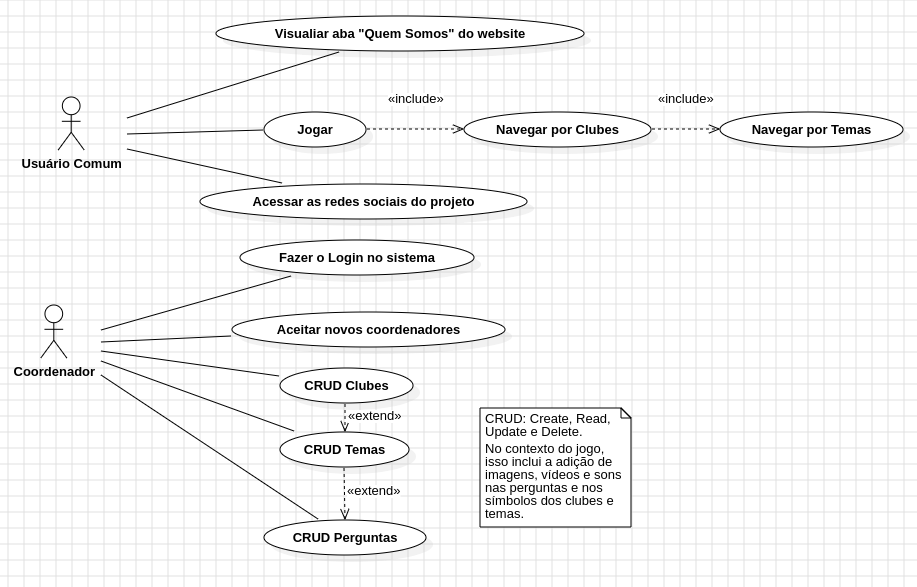 Visualiar aba "Quem Somos" do website
«include»
«include»
Jogar
Navegar por Clubes
Navegar por Temas
Usuário Comum
Acessar as redes sociais do projeto
Fazer o Login no sistema
Aceitar novos coordenadores
Coordenador
CRUD Clubes
«extend»
CRUD Temas
«extend»
CRUD Perguntas
CRUD: Create, Read,
Update e Delete.
No contexto do jogo,
isso inclui a adição de
imagens, vídeos e sons
nas perguntas e nos
símbolos dos clubes e
temas.